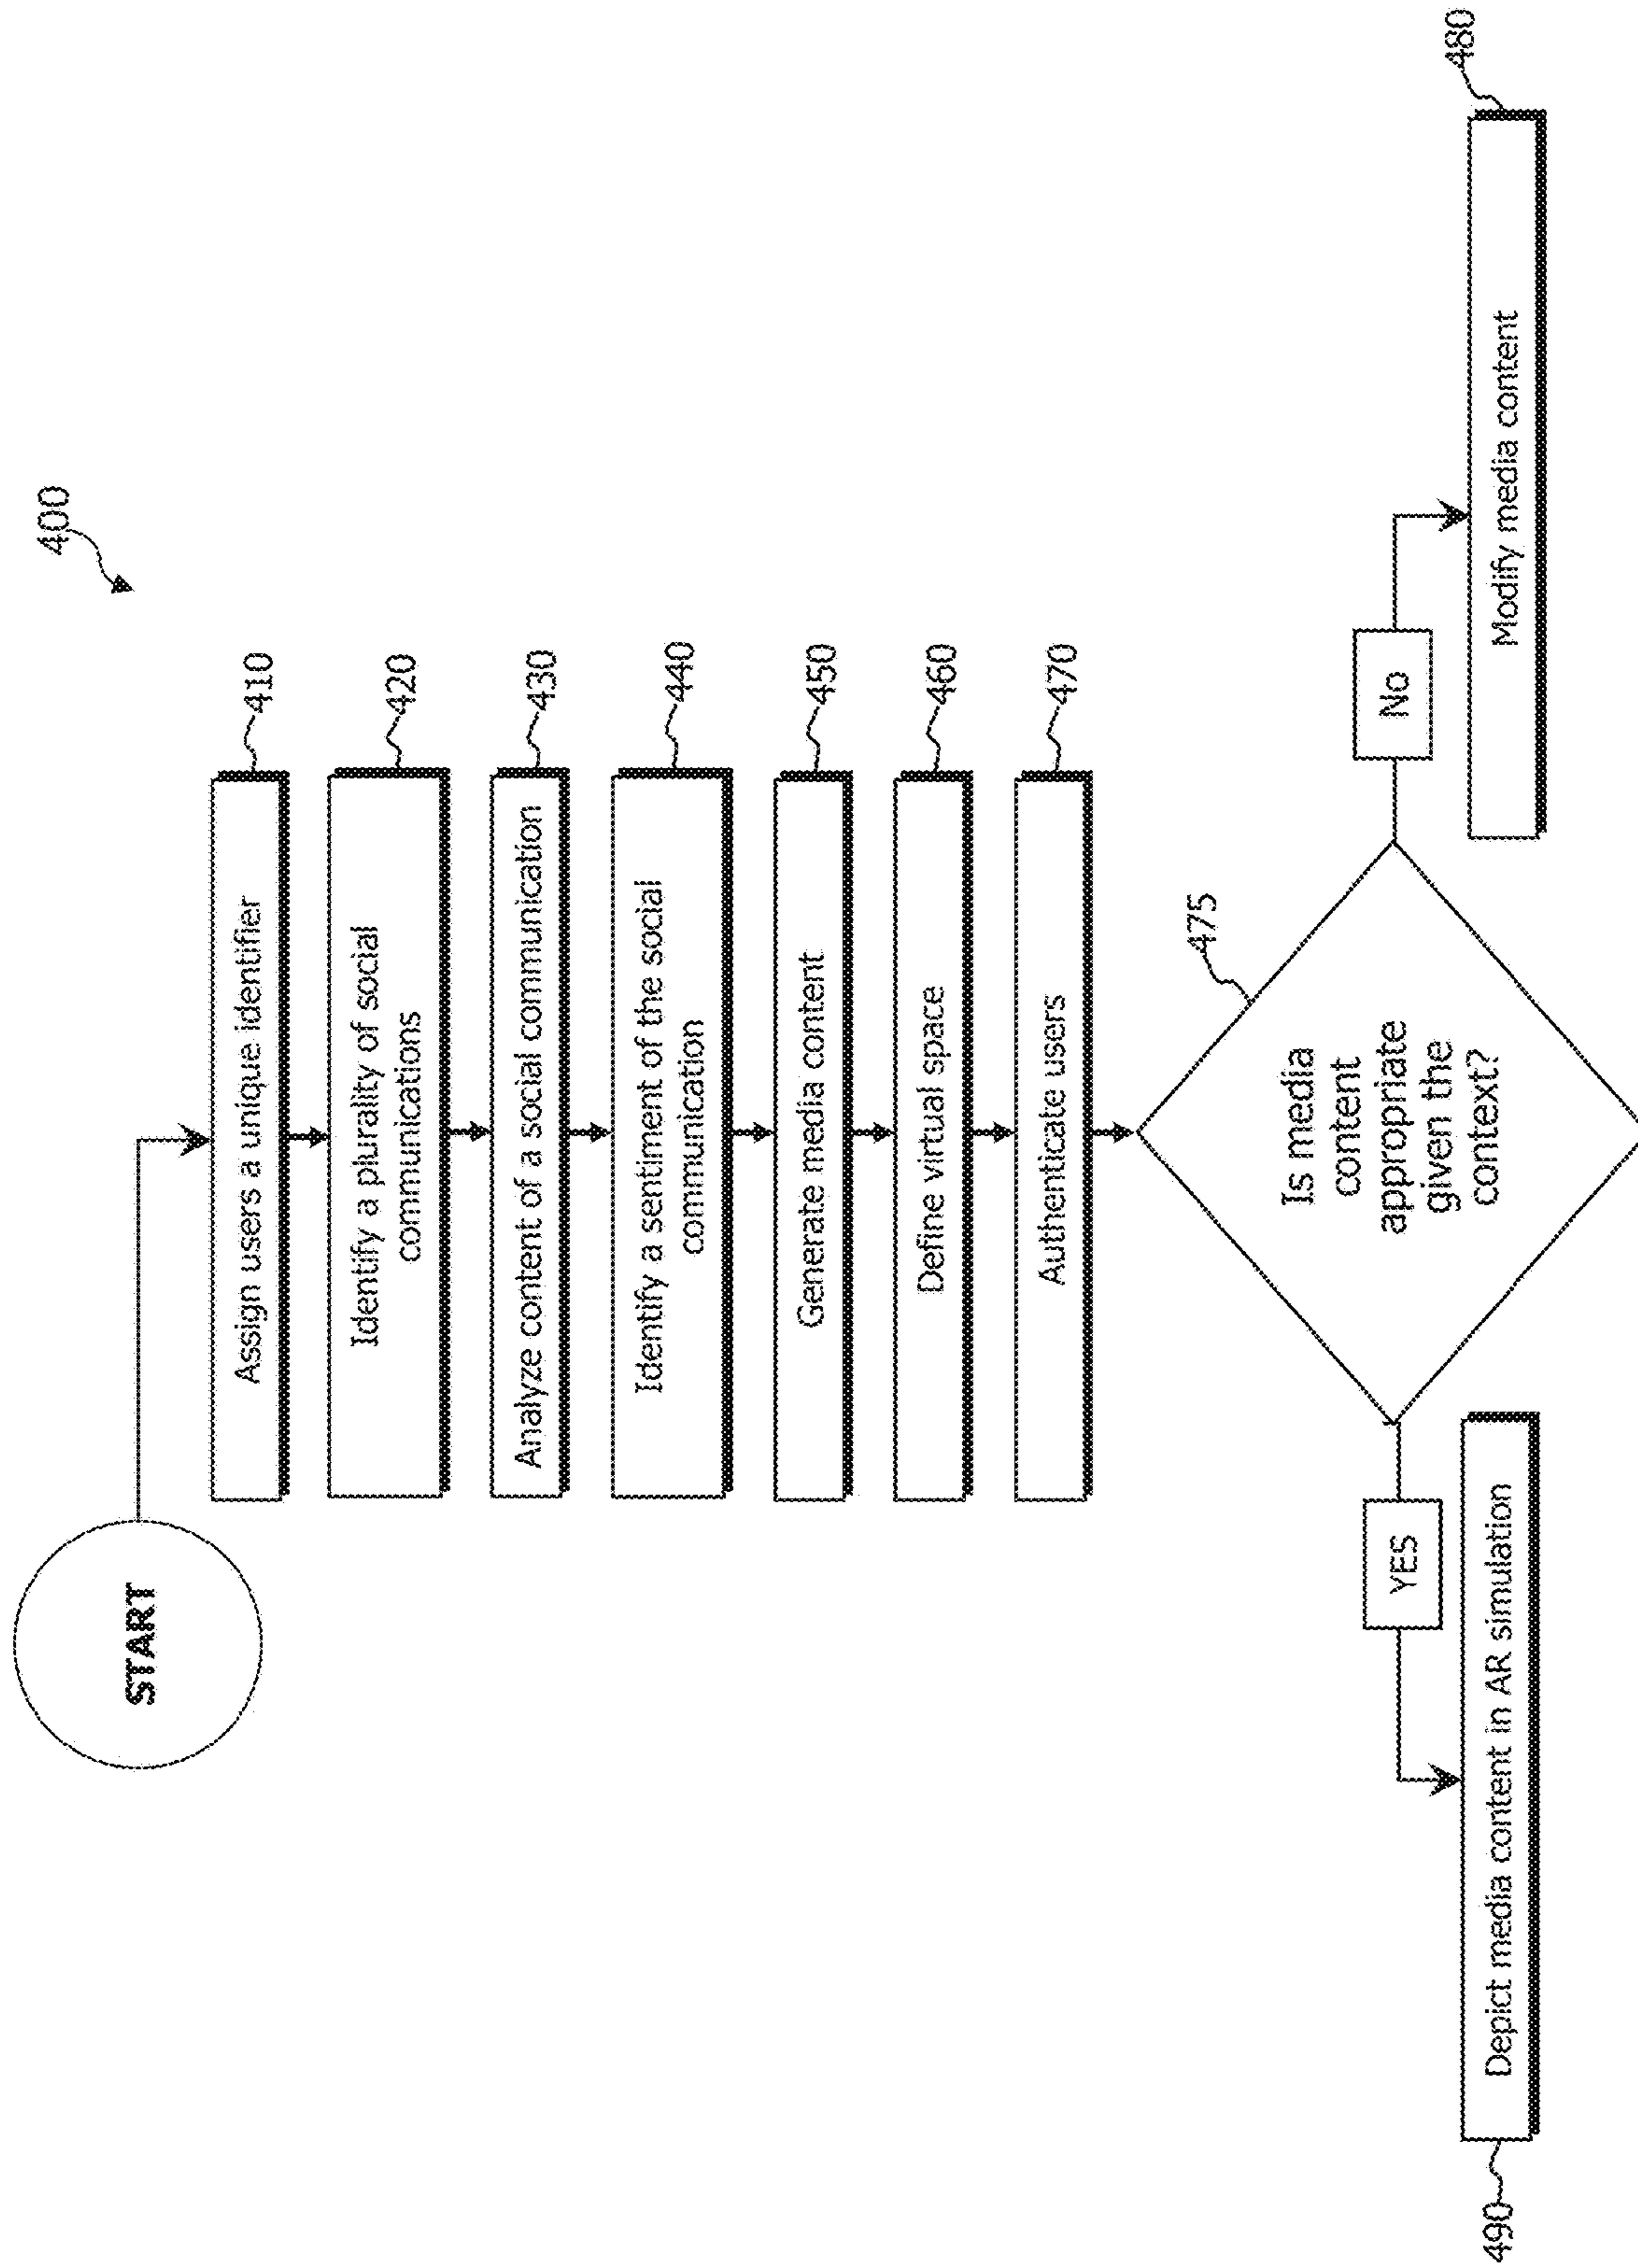 400
START
Assign users a unique identifier
410
Identify a plurality of social
communications
420
Analyze content of a social communication
430
Identify a sentiment of the social
communication
440
Generate media content
450
Define virtual space
460
Authenticate users
470
475
Is media
content
appropriate
given the
context?
YES
No
490
Depict media content in AR simulation
Modify media content
480